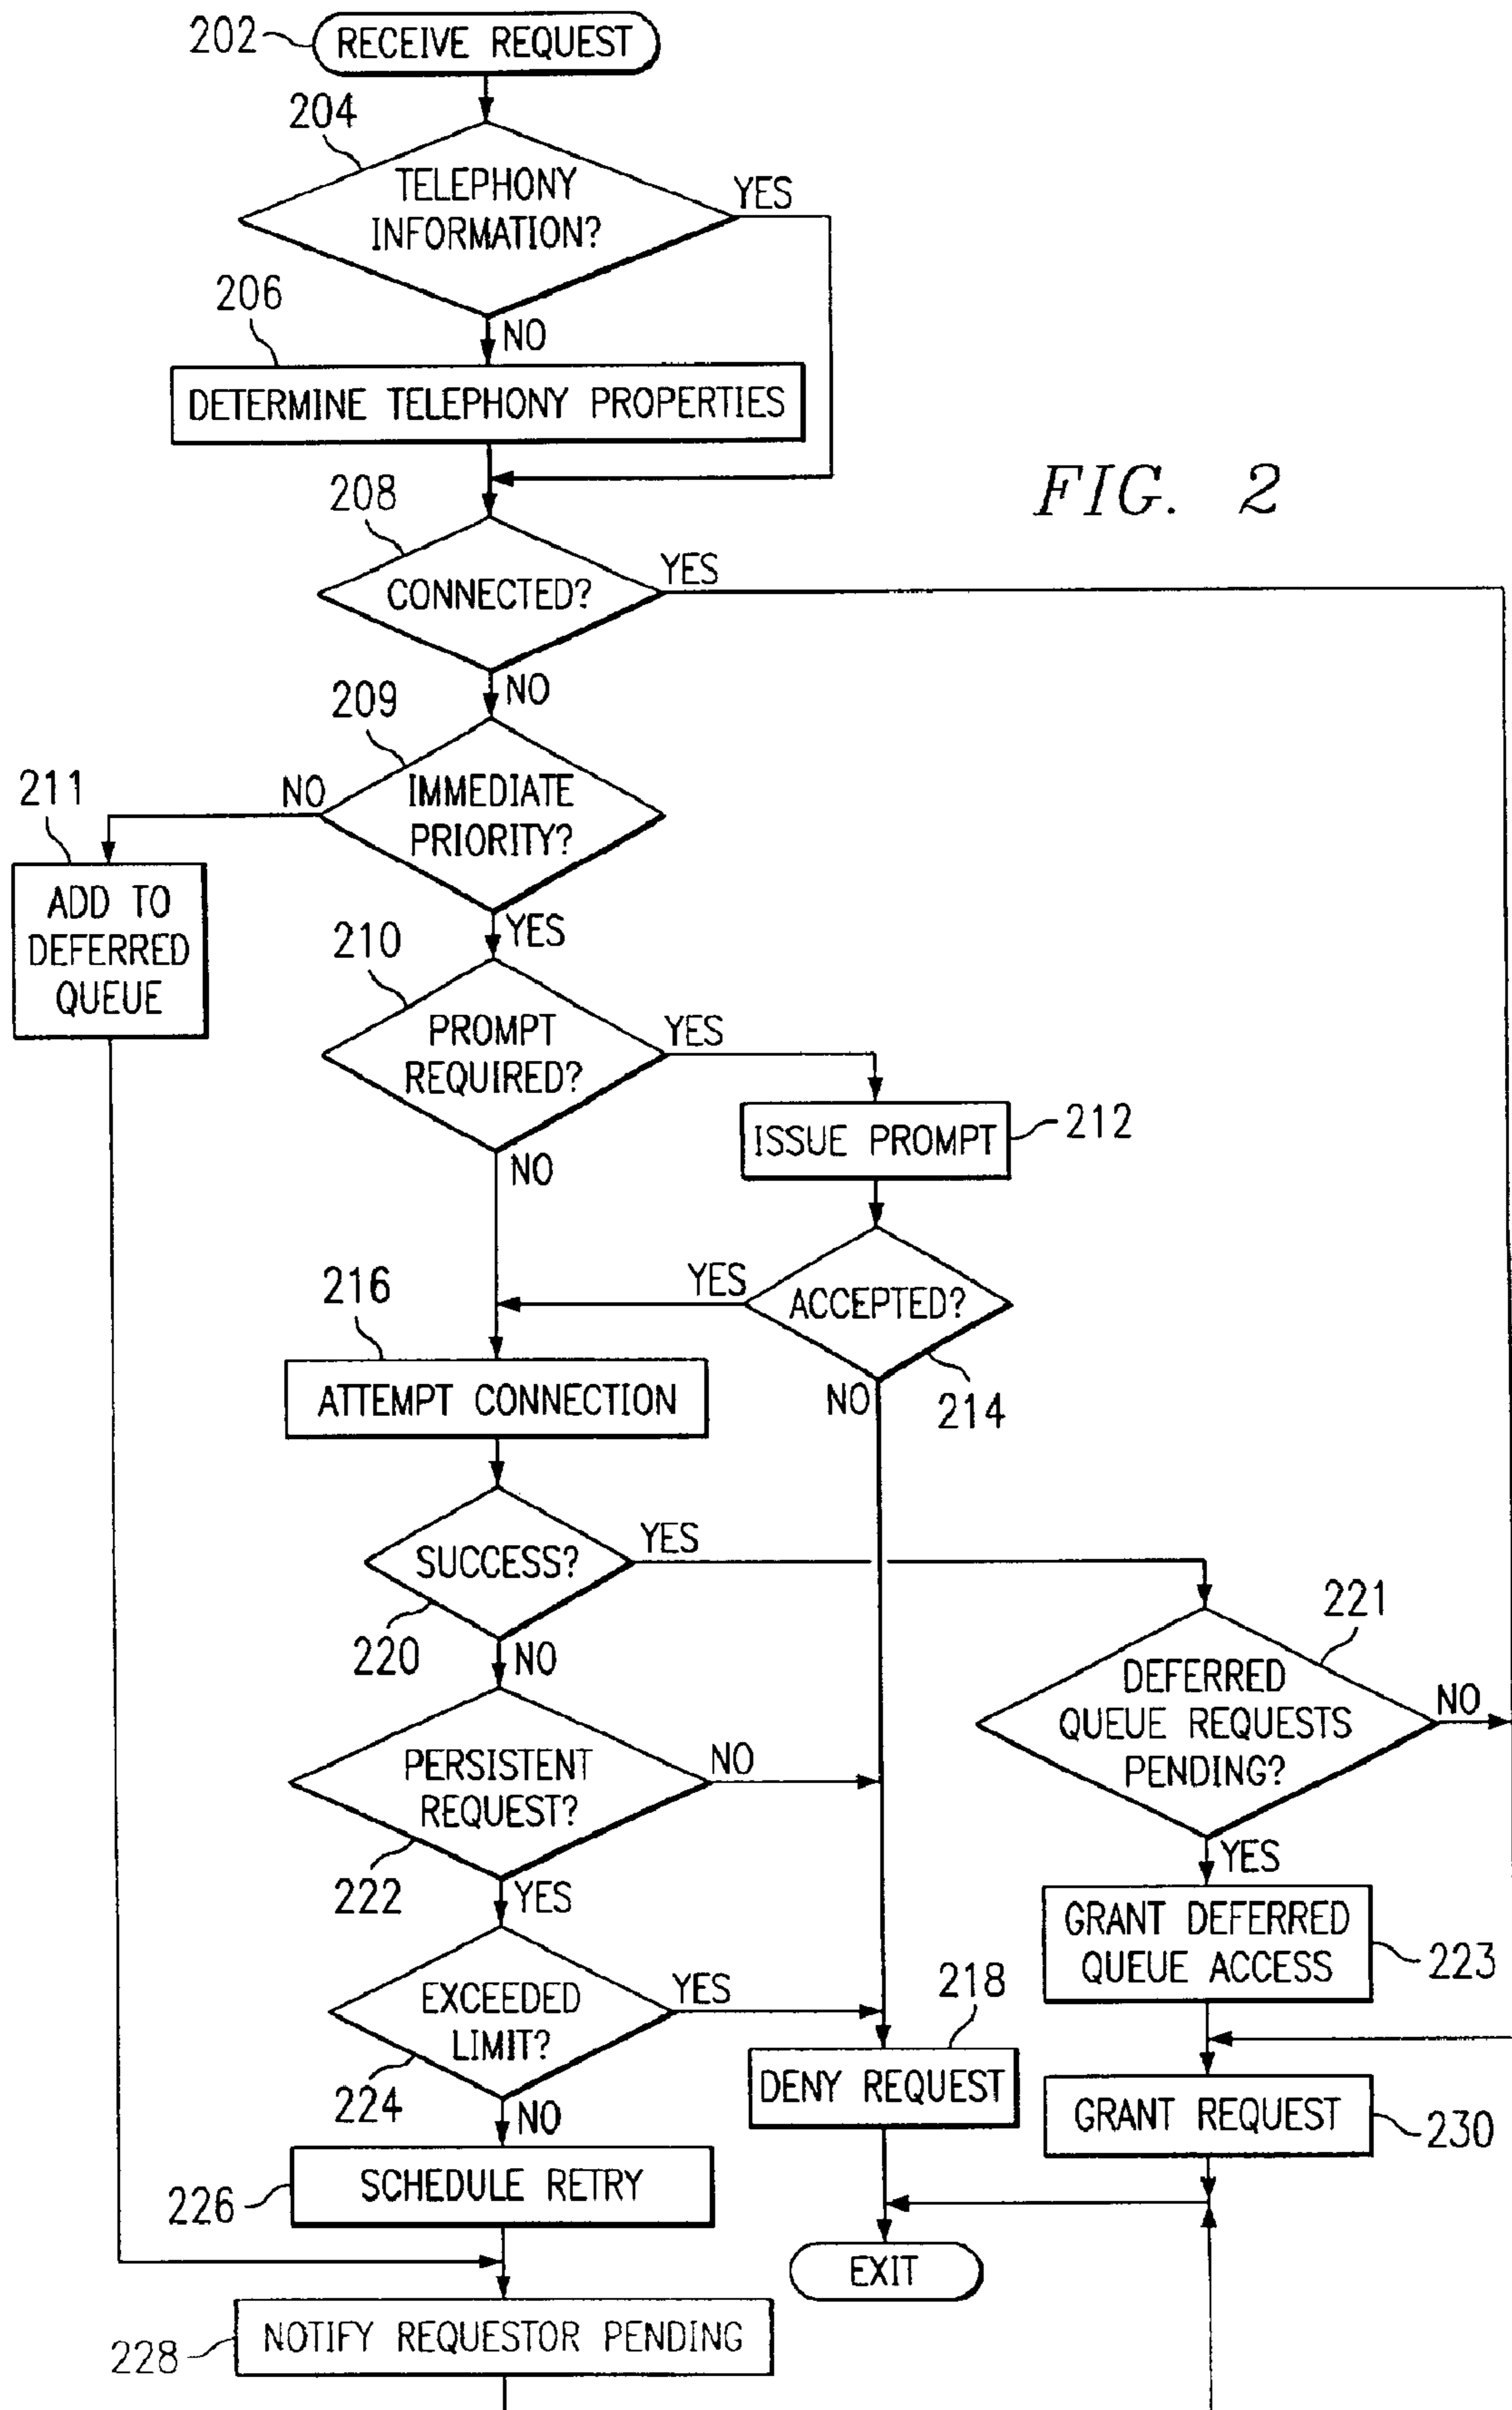 202
RECEIVE REQUEST
204
TELEPHONY
INFORMATION?
YES
NO
206
DETERMINE TELEPHONY PROPERTIES
FIG. 2
208
CONNECTED?
YES
NO
209
IMMEDIATE
PRIORITY?
NO
YES
211
ADD TO
DEFERRED
QUEUE
210
PROMPT
REQUIRED?
YES
NO
ISSUE PROMPT
212
ACCEPTED?
YES
NO
214
216
ATTEMPT CONNECTION
SUCCESS?
YES
220
NO
221
DEFERRED
QUEUE REQUESTS
PENDING?
NO
YES
PERSISTENT
REQUEST?
NO
222
YES
GRANT DEFERRED
QUEUE ACCESS
223
EXCEEDED
LIMIT?
YES
224
NO
218
DENY REQUEST
GRANT REQUEST
230
SCHEDULE RETRY
226
EXIT
NOTIFY REQUESTOR PENDING
228